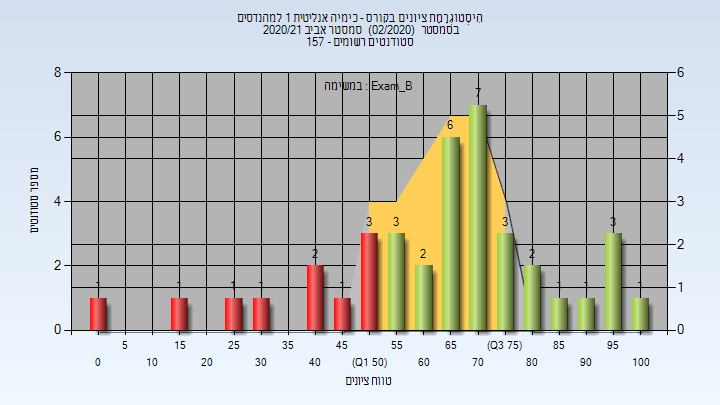 הִיסְטוֹגְרָמַת ציונים בקורס - כימיה אנליטית 1 למהנדסים
בסמסטר (02/2020) סמסטר אביב 2020/21
סטודנטים רשומים - 157
במשימה : Exam_B
מספר סטודנטים
8 6 4 2 0
6 5 4 3 2 1 0
1 1 1 1 2 1 3 3 2 6 7 3 2 1 1 3 1
5 15 25 30 35 45 55 65 (Q3 75) 85 95
0 10 20 30 40 (Q1 50) 60 70 80 90 100
טווח ציונים